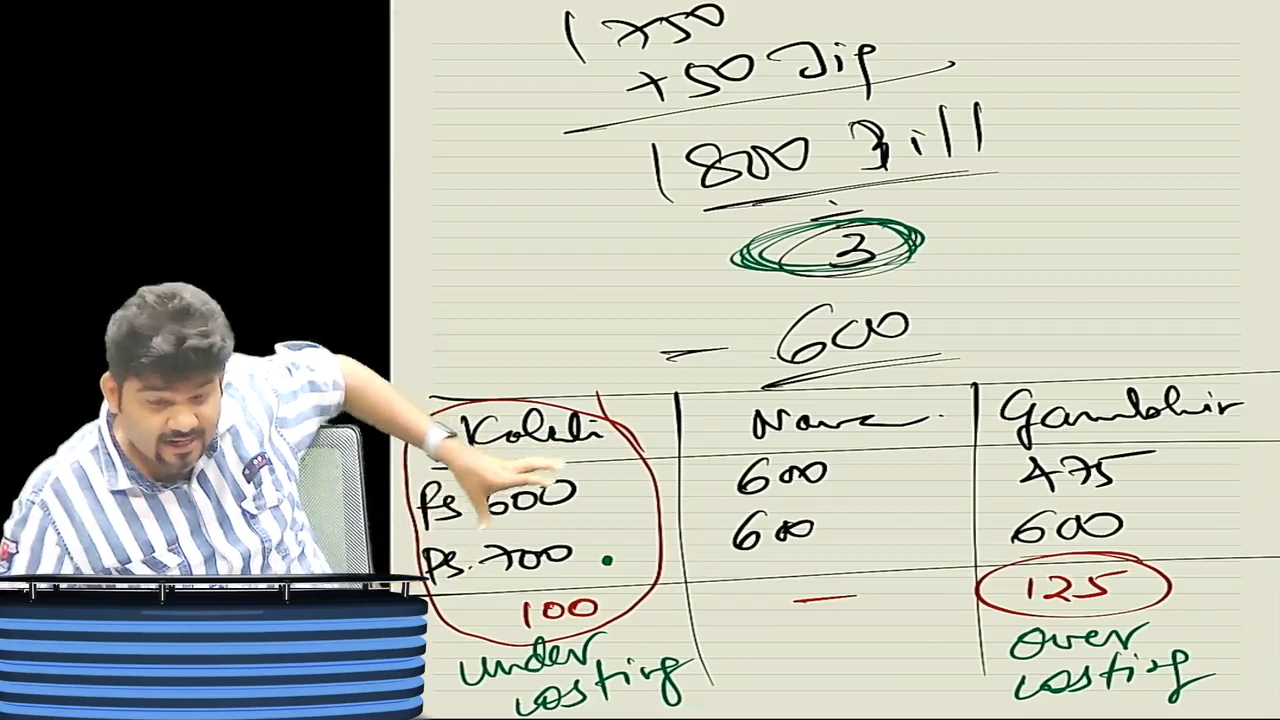 1750
+50 Tip
1800 Bill
÷
3
- 600
Kohli Nava Gambhir
Rs 600 600 475
Rs. 700 600 600
100 — 125
under costing over costing